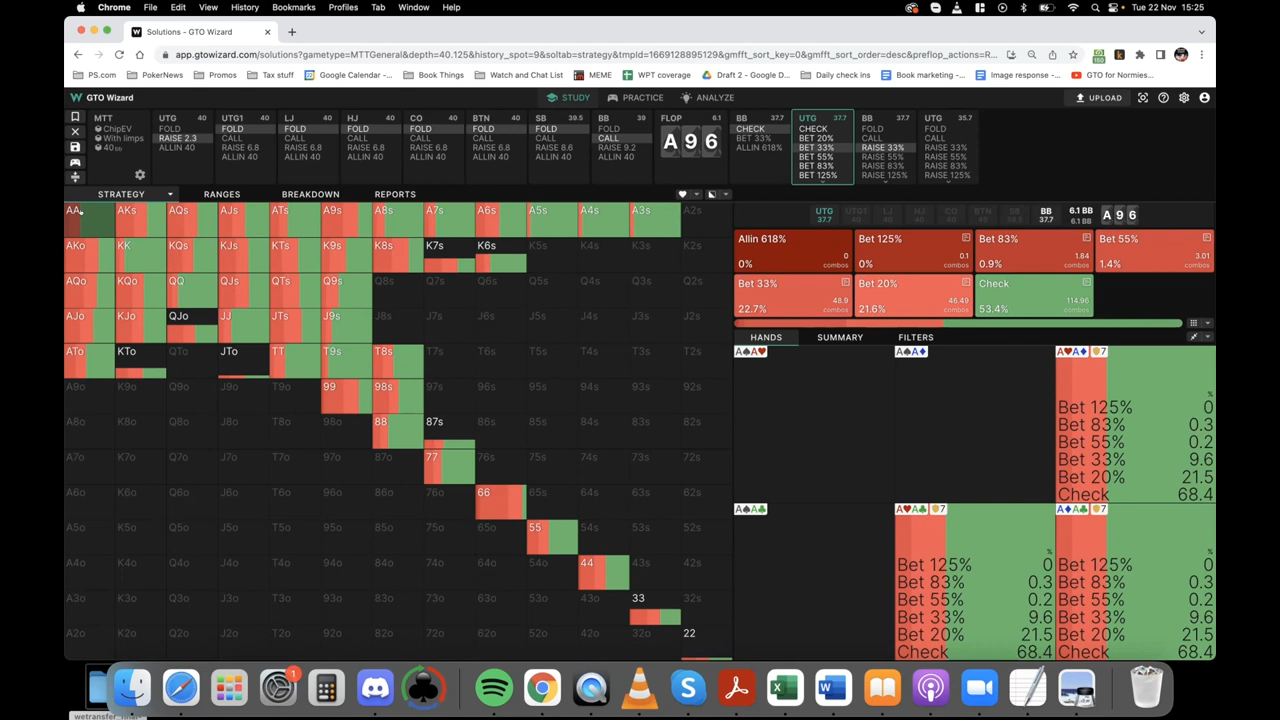 Chrome File Edit View History Bookmarks Profiles Tab Window Help
Tue 22 Nov 15:25
Solutions - GTO Wizard
app.gtowizard.com/solutions?gametype=MTTGeneral&depth=40.125&history_spot=9&soltab=strategy&tmpId=1669128895129&gmfft_sort_key=0&gmfft_sort_order=desc&preflop_actions=R...
PS.com PokerNews Promos Tax stuff Google Calendar -... Book Things Watch and Chat List MEME WPT coverage Draft 2 - Google D... Daily check ins Book marketing -... Image response -... GTO for Normies...
GTO Wizard STUDY PRACTICE ANALYZE UPLOAD
MTT
ChipEV
With limps
40bb
UTG 40
FOLD
RAISE 2.3
ALLIN 40
UTG1 40
FOLD
CALL
RAISE 6.8
ALLIN 40
LJ 40
FOLD
CALL
RAISE 6.8
ALLIN 40
HJ 40
FOLD
CALL
RAISE 6.8
ALLIN 40
CO 40
FOLD
CALL
RAISE 6.8
ALLIN 40
BTN 40
FOLD
CALL
RAISE 6.8
ALLIN 40
SB 39.5
FOLD
CALL
RAISE 8.6
ALLIN 40
BB 39
FOLD
CALL
RAISE 9.2
ALLIN 40
FLOP 6.1
A 9 6
BB 37.7
CHECK
BET 33%
ALLIN 618%
UTG 37.7
CHECK
BET 20%
BET 33%
BET 55%
BET 83%
BET 125%
BB 37.7
FOLD
CALL
RAISE 33%
RAISE 55%
RAISE 83%
RAISE 125%
UTG 35.7
FOLD
CALL
RAISE 33%
RAISE 55%
RAISE 83%
RAISE 125%
STRATEGY RANGES BREAKDOWN REPORTS
AA AKs AQs AJs ATs A9s A8s A7s A6s A5s A4s A3s A2s
AKo KK KQs KJs KTs K9s K8s K7s K6s K5s K4s K3s K2s
AQo KQo QQ QJs QTs Q9s Q8s Q7s Q6s Q5s Q4s Q3s Q2s
AJo KJo QJo JJ JTs J9s J8s J7s J6s J5s J4s J3s J2s
ATo KTo QTo JTo TT T9s T8s T7s T6s T5s T4s T3s T2s
A9o K9o Q9o J9o T9o 99 98s 97s 96s 95s 94s 93s 92s
A8o K8o Q8o J8o T8o 98o 88 87s 86s 85s 84s 83s 82s
A7o K7o Q7o J7o T7o 97o 87o 77 76s 75s 74s 73s 72s
A6o K6o Q6o J6o T6o 96o 86o 76o 66 65s 64s 63s 62s
A5o K5o Q5o J5o T5o 95o 85o 75o 65o 55 54s 53s 52s
A4o K4o Q4o J4o T4o 94o 84o 74o 64o 54o 44 43s 42s
A3o K3o Q3o J3o T3o 93o 83o 73o 63o 53o 43o 33 32s
A2o K2o Q2o J2o T2o 92o 82o 72o 62o 52o 42o 32o 22
UTG 37.7 UTG1 40 LJ 40 HJ 40 CO 40 BTN 40 SB 40 BB 37.7 6.1 BB 6.1 BB A 9 6
Allin 618%
0% 0 combos
Bet 125%
0% 0.1 combos
Bet 83%
0.9% 1.84 combos
Bet 55%
1.4% 3.01 combos
Bet 33%
22.7% 48.9 combos
Bet 20%
21.6% 46.49 combos
Check
53.4% 114.96 combos
HANDS SUMMARY FILTERS
A♠A♥
A♠A♦
A♥A♦ 7
%
Bet 125% 0
Bet 83% 0.3
Bet 55% 0.2
Bet 33% 9.6
Bet 20% 21.5
Check 68.4
A♠A♣
A♥A♣ 7
%
Bet 125% 0
Bet 83% 0.3
Bet 55% 0.2
Bet 33% 9.6
Bet 20% 21.5
Check 68.4
A♦A♣ 7
%
Bet 125% 0
Bet 83% 0.3
Bet 55% 0.2
Bet 33% 9.6
Bet 20% 21.5
Check 68.4
1